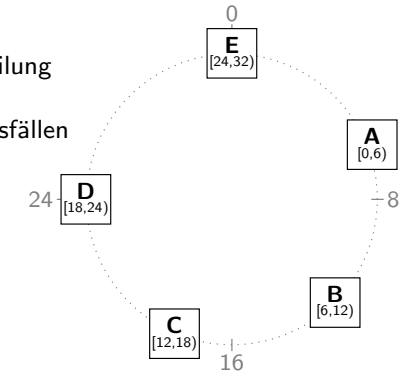 0
E
[24,32)
ilung
sfällen
A
[0,6)
D
[18,24)
24
8
B
[6,12)
C
[12,18)
16